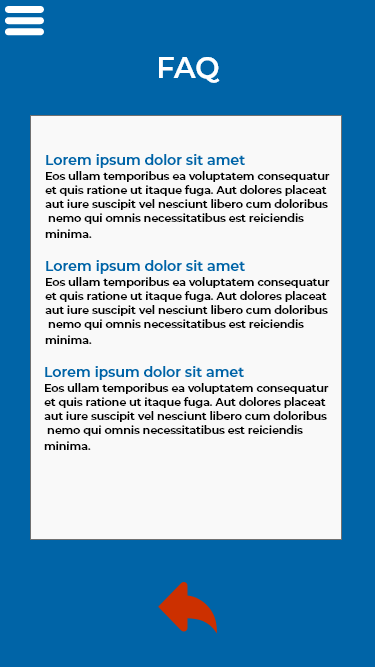 FAQ
Lorem ipsum dolor sit amet
Eos ullam temporibus ea voluptatem consequatur
et quis ratione ut itaque fuga. Aut dolores placeat
aut iure suscipit vel nesciunt libero cum doloribus
nemo qui omnis necessitatibus est reiciendis
minima.
Lorem ipsum dolor sit amet
Eos ullam temporibus ea voluptatem consequatur
et quis ratione ut itaque fuga. Aut dolores placeat
aut iure suscipit vel nesciunt libero cum doloribus
nemo qui omnis necessitatibus est reiciendis
minima.
Lorem ipsum dolor sit amet
Eos ullam temporibus ea voluptatem consequatur
et quis ratione ut itaque fuga. Aut dolores placeat
aut iure suscipit vel nesciunt libero cum doloribus
nemo qui omnis necessitatibus est reiciendis
minima.